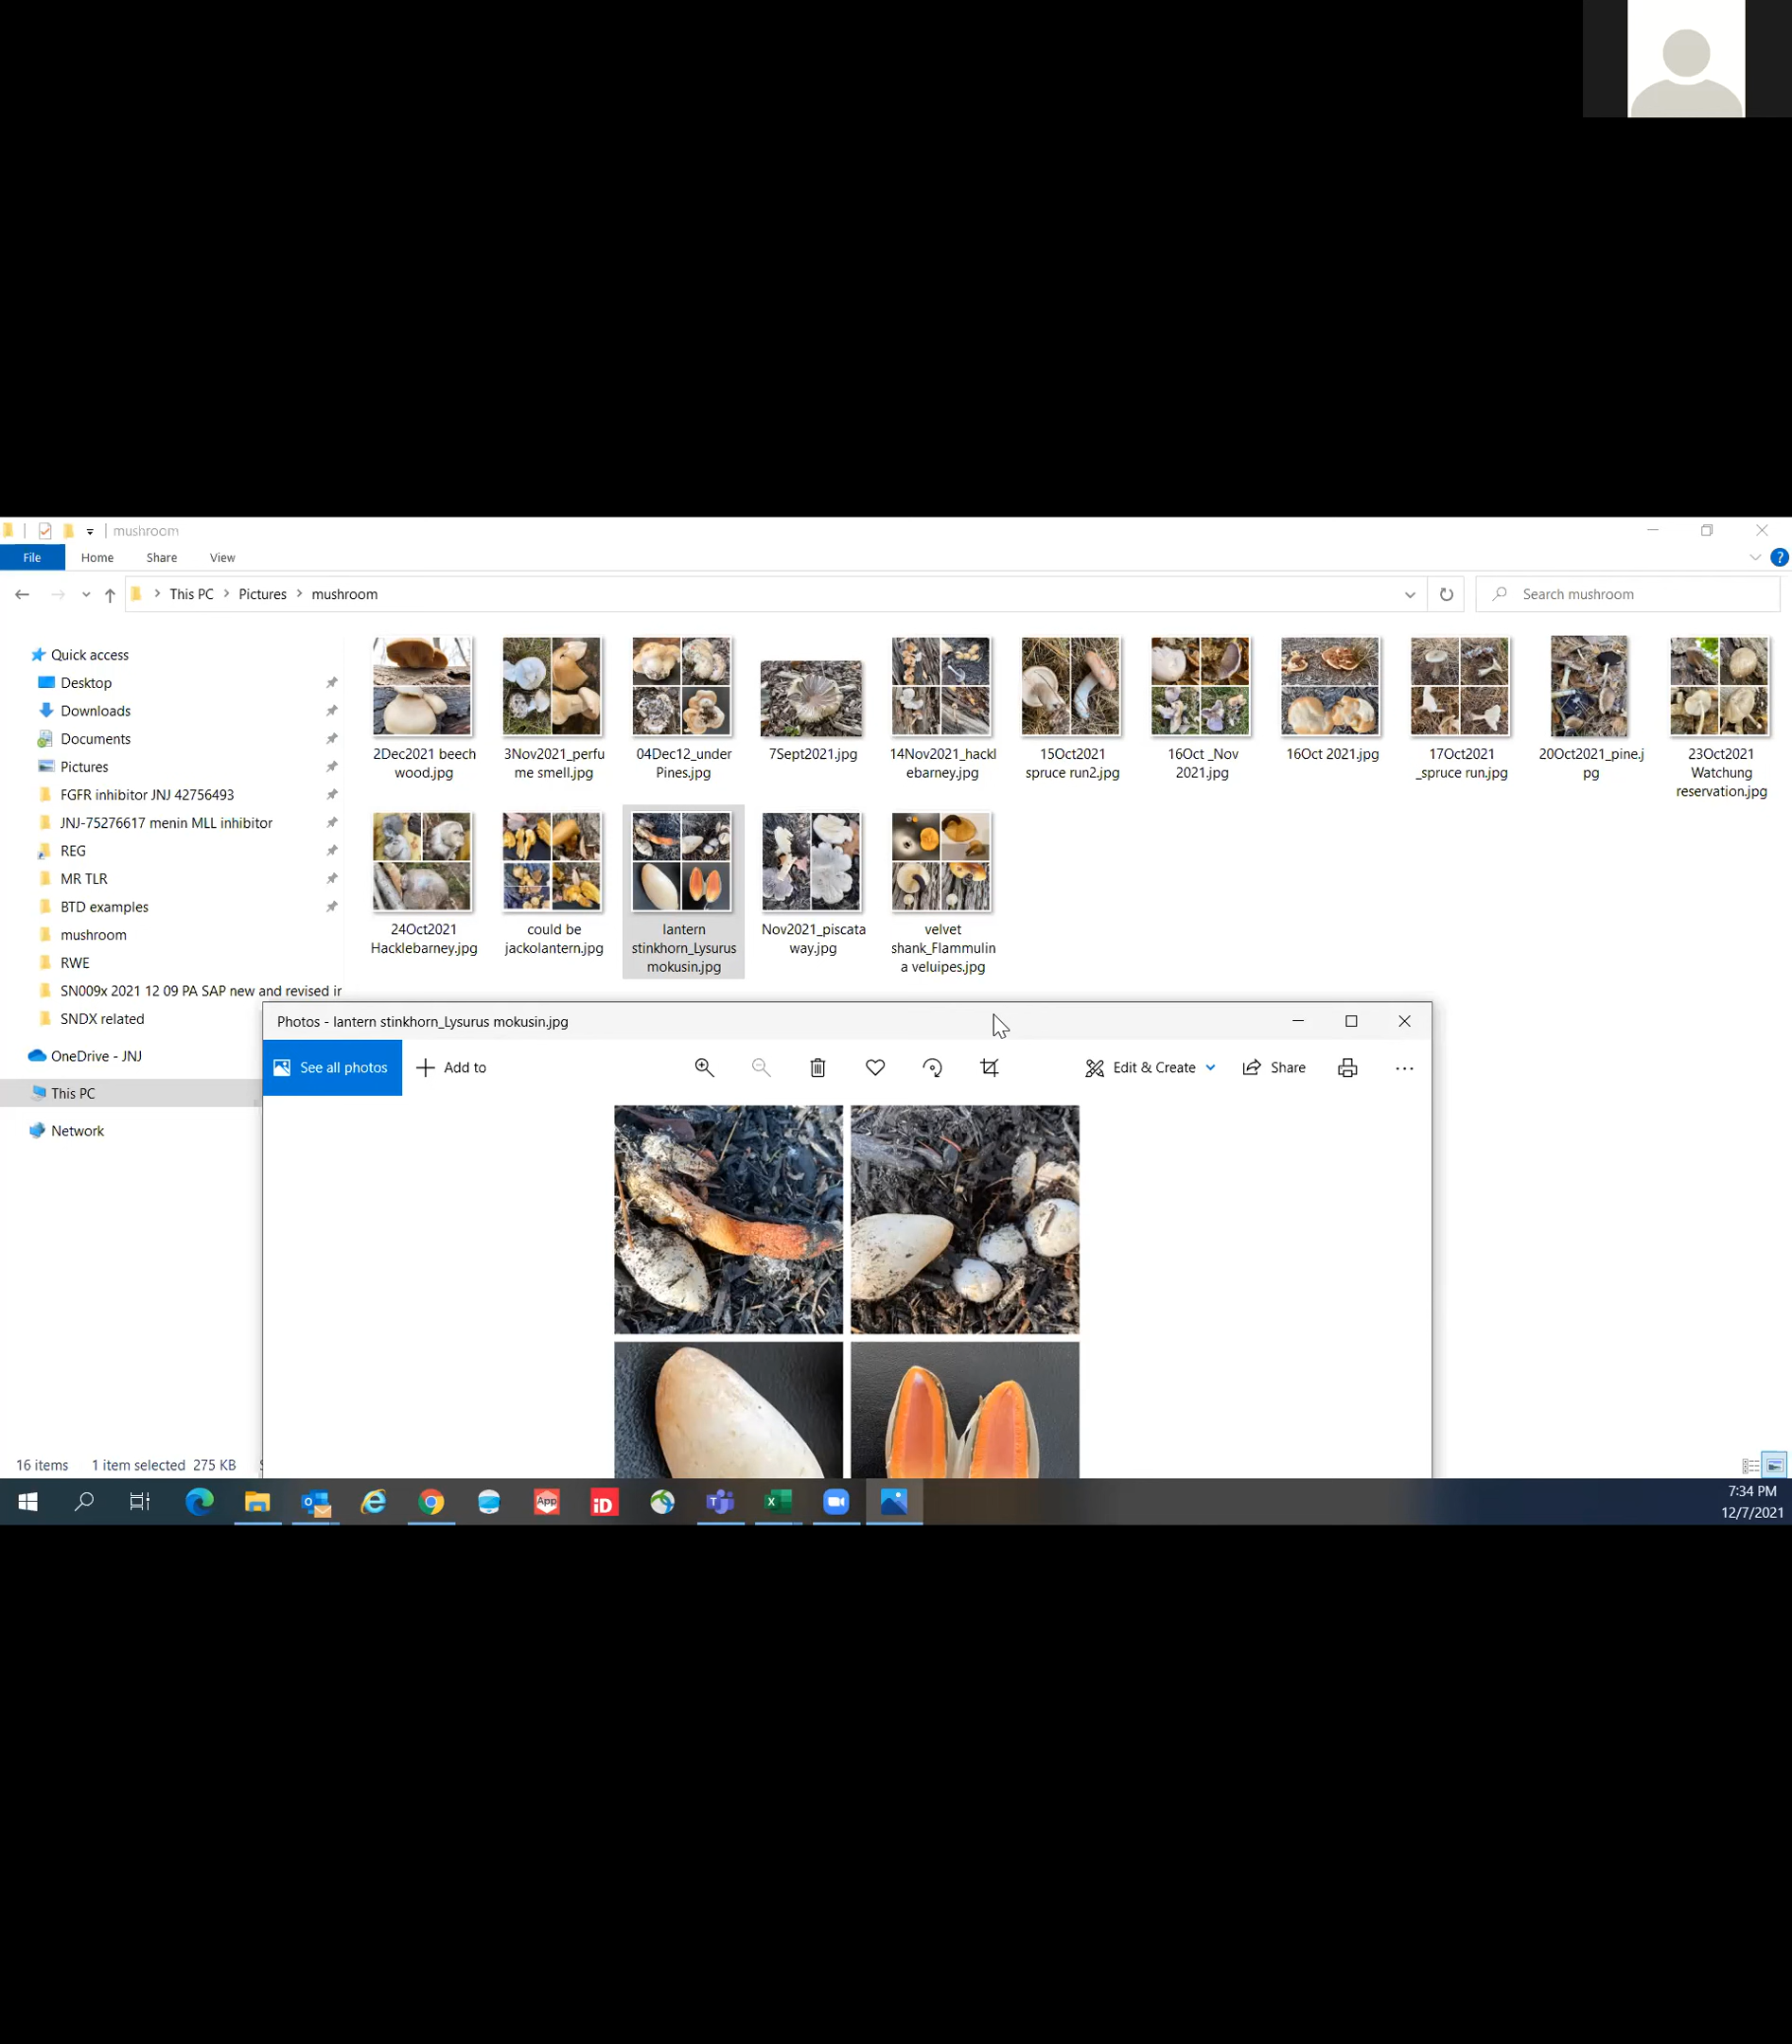 mushroom
File Home Share View
This PC > Pictures > mushroom
Search mushroom
Quick access
Desktop
Downloads
Documents
Pictures
FGFR inhibitor JNJ 42756493
JNJ-75276617 menin MLL inhibitor
REG
MR TLR
BTD examples
mushroom
RWE
SN009x 2021 12 09 PA SAP new and revised ir
SNDX related
OneDrive - JNJ
This PC
Network
2Dec2021 beech
wood.jpg
3Nov2021_perfu
me smell.jpg
04Dec12_under
Pines.jpg
7Sept2021.jpg
14Nov2021_hackl
ebarney.jpg
15Oct2021
spruce run2.jpg
16Oct _Nov
2021.jpg
16Oct 2021.jpg
17Oct2021
_spruce run.jpg
20Oct2021_pine.j
pg
23Oct2021
Watchung
reservation.jpg
24Oct2021
Hacklebarney.jpg
could be
jackolantern.jpg
lantern
stinkhorn_Lysurus
mokusin.jpg
Nov2021_piscata
way.jpg
velvet
shank_Flammulin
a veluipes.jpg
Photos - lantern stinkhorn_Lysurus mokusin.jpg
See all photos
Add to
Edit & Create
Share
16 items 1 item selected 275 KB
App
iD
7:34 PM
12/7/2021